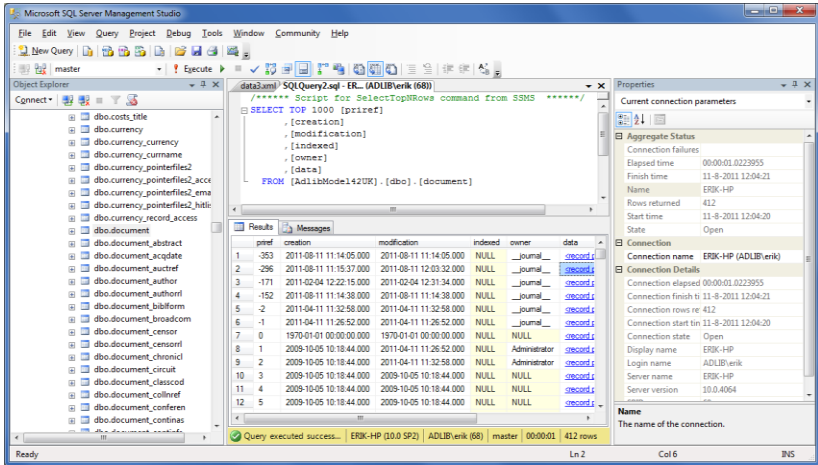 Microsoft SQL Server Management Studio
File Edit View Query Project Debug Tools Window Community Help
New Query
master Execute
Object Explorer
Connect
dbo.costs_title
dbo.currency
dbo.currency_currency
dbo.currency_currname
dbo.currency_pointerfiles2
dbo.currency_pointerfiles2_acce
dbo.currency_pointerfiles2_ema
dbo.currency_pointerfiles2_hitli
dbo.currency_record_access
dbo.document
dbo.document_abstract
dbo.document_acqdate
dbo.document_auctref
dbo.document_author
dbo.document_authorrl
dbo.document_biblform
dbo.document_broadcom
dbo.document_censor
dbo.document_censorrl
dbo.document_chronicl
dbo.document_circuit
dbo.document_classcod
dbo.document_collnref
dbo.document_conferen
dbo.document_continas
data3.xml SQLQuery2.sql - ER... (ADLIB\erik (68))
/****** Script for SelectTopNRows command from SSMS ******/
SELECT TOP 1000 [priref]
,[creation]
,[modification]
,[indexed]
,[owner]
,[data]
FROM [AdlibModel42UK].[dbo].[document]
Results Messages
priref creation modification indexed owner data
1 -353 2011-08-11 11:14:05.000 2011-08-11 11:14:05.000 NULL __journal__ <record p
2 -296 2011-08-11 11:15:37.000 2011-08-11 12:03:32.000 NULL __journal__ <record p
3 -171 2011-02-04 12:22:15.000 2011-02-04 12:31:34.000 NULL __journal__ <record p
4 -152 2011-08-11 11:14:38.000 2011-08-11 11:14:38.000 NULL __journal__ <record p
5 -2 2011-04-11 11:32:58.000 2011-04-11 11:32:58.000 NULL __journal__ <record p
6 -1 2011-04-11 11:26:52.000 2011-04-11 11:26:52.000 NULL __journal__ <record p
7 0 1970-01-01 00:00:00.000 1970-01-01 00:00:00.000 NULL NULL <record p
8 1 2009-10-05 10:18:44.000 2011-04-11 11:26:52.000 NULL Administrator <record p
9 2 2009-10-05 10:18:44.000 2011-04-11 11:32:58.000 NULL Administrator <record p
10 3 2009-10-05 10:18:44.000 2009-10-05 10:18:44.000 NULL NULL <record p
11 4 2009-10-05 10:18:44.000 2009-10-05 10:18:44.000 NULL NULL <record p
12 5 2009-10-05 10:18:44.000 2009-10-05 10:18:44.000 NULL NULL <record p
Query executed success... ERIK-HP (10.0 SP2) ADLIB\erik (68) master 00:00:01 412 rows
Properties
Current connection parameters
Aggregate Status
Connection failures
Elapsed time 00:00:01.0223955
Finish time 11-8-2011 12:04:21
Name ERIK-HP
Rows returned 412
Start time 11-8-2011 12:04:20
State Open
Connection
Connection name ERIK-HP (ADLIB\erik)
Connection Details
Connection elapsed 00:00:01.0223955
Connection finish ti 11-8-2011 12:04:21
Connection rows re 412
Connection start tin 11-8-2011 12:04:20
Connection state Open
Display name ERIK-HP
Login name ADLIB\erik
Server name ERIK-HP
Server version 10.0.4064
Name
The name of the connection.
Ready Ln 2 Col 6 INS